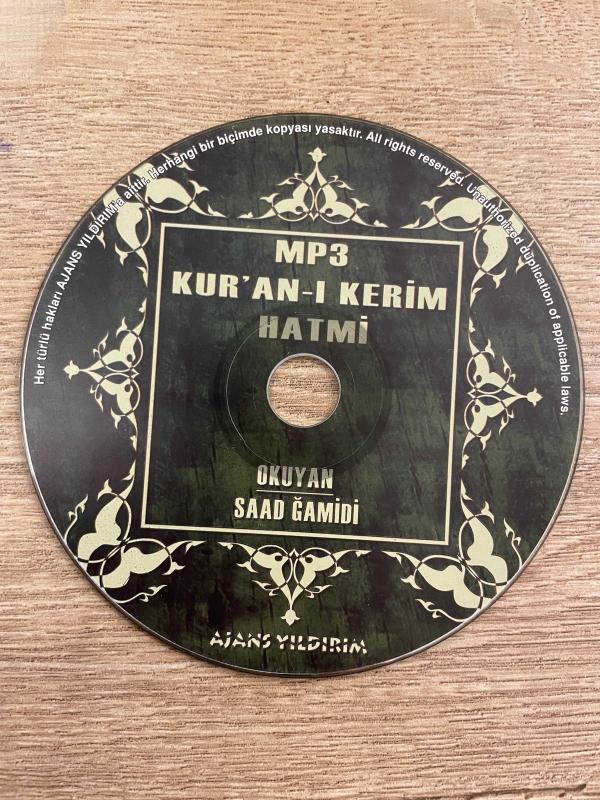 Her türlü hakları AJANS YILDIRIM'a aittir. Herhangi bir biçimde kopyası yasaktır. All rights reserved. Unauthorized duplication of applicable laws.
MP3
KUR'AN-I KERİM
HATMİ
OKUYAN
SAAD ĞAMİDİ
AJANS YILDIRIM